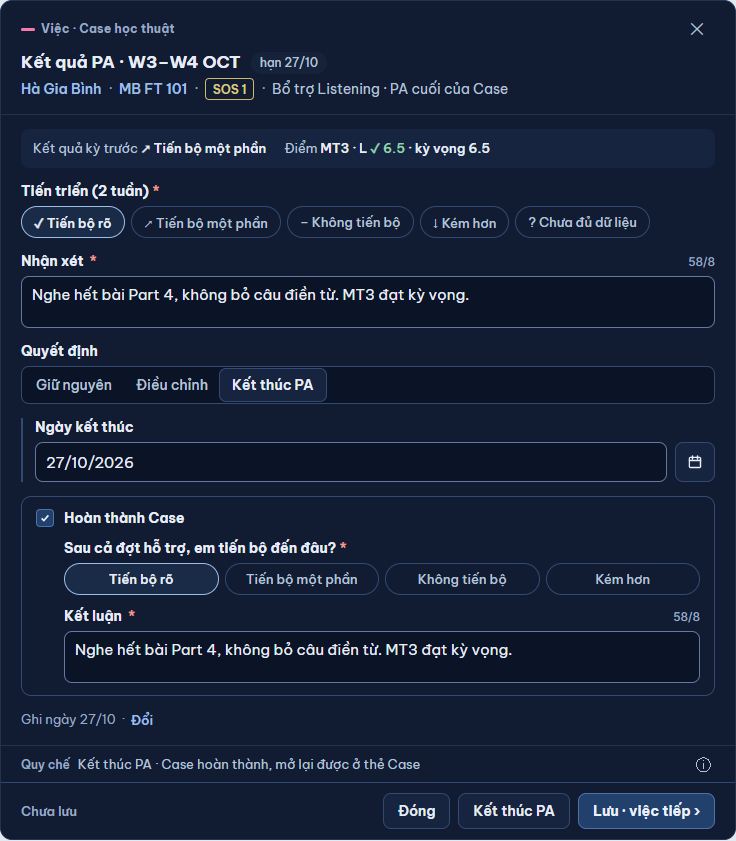 Việc · Case học thuật
Kết quả PA · W3–W4 OCT hạn 27/10
Hà Gia Bình · MB FT 101 · SOS 1 · Bổ trợ Listening · PA cuối của Case
Kết quả kỳ trước ↗ Tiến bộ một phần Điểm MT3 · L ✓ 6.5 · kỳ vọng 6.5
Tiến triển (2 tuần) *
✓ Tiến bộ rõ ↗ Tiến bộ một phần – Không tiến bộ ↓ Kém hơn ? Chưa đủ dữ liệu
Nhận xét * 58/8
Nghe hết bài Part 4, không bỏ câu điền từ. MT3 đạt kỳ vọng.
Quyết định
Giữ nguyên Điều chỉnh Kết thúc PA
Ngày kết thúc
27/10/2026
Hoàn thành Case
Sau cả đợt hỗ trợ, em tiến bộ đến đâu? *
Tiến bộ rõ Tiến bộ một phần Không tiến bộ Kém hơn
Kết luận * 58/8
Nghe hết bài Part 4, không bỏ câu điền từ. MT3 đạt kỳ vọng.
Ghi ngày 27/10 · Đổi
Quy chế Kết thúc PA · Case hoàn thành, mở lại được ở thẻ Case
Chưa lưu Đóng Kết thúc PA Lưu · việc tiếp ›